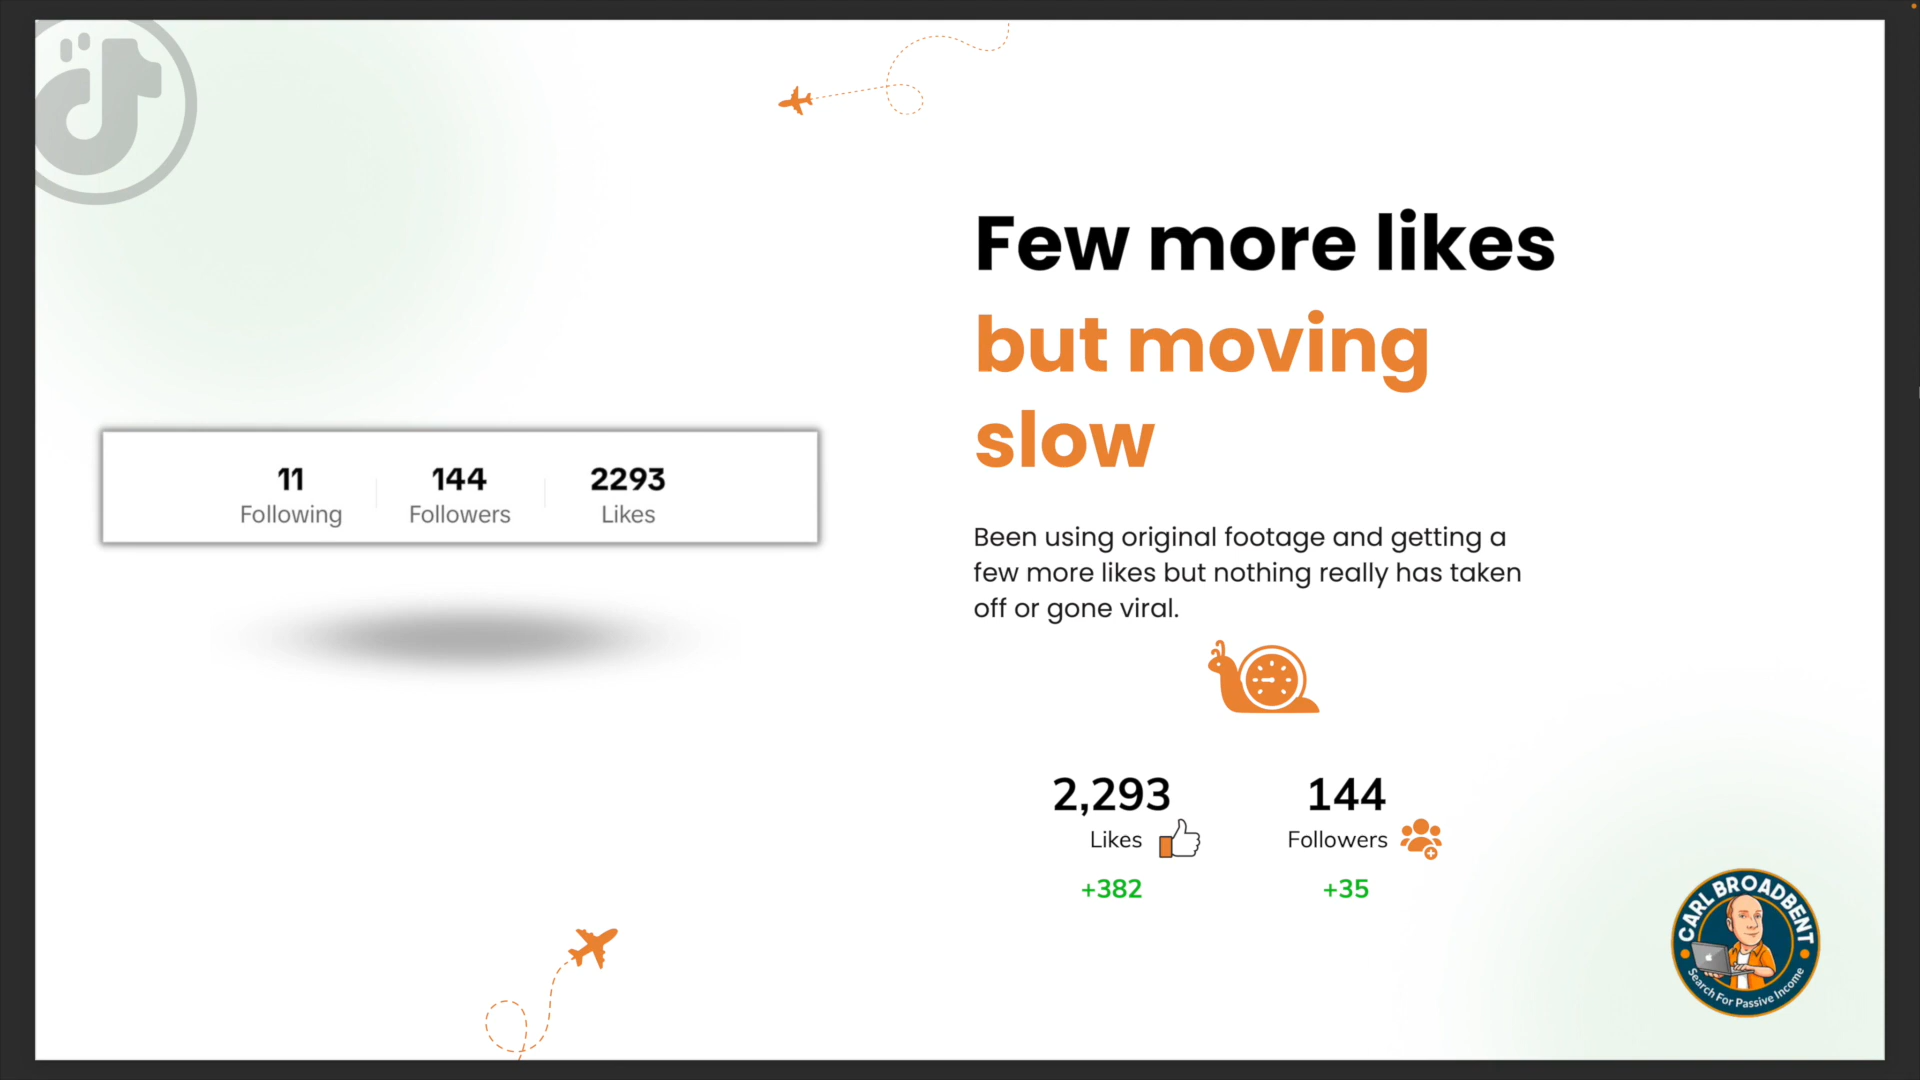 Few more likes
but moving
slow
11
Following
144
Followers
2293
Likes
Been using original footage and getting a
few more likes but nothing really has taken
off or gone viral.
2,293
Likes
+382
144
Followers
+35
CARL BROADBENT
Search For Passive Income